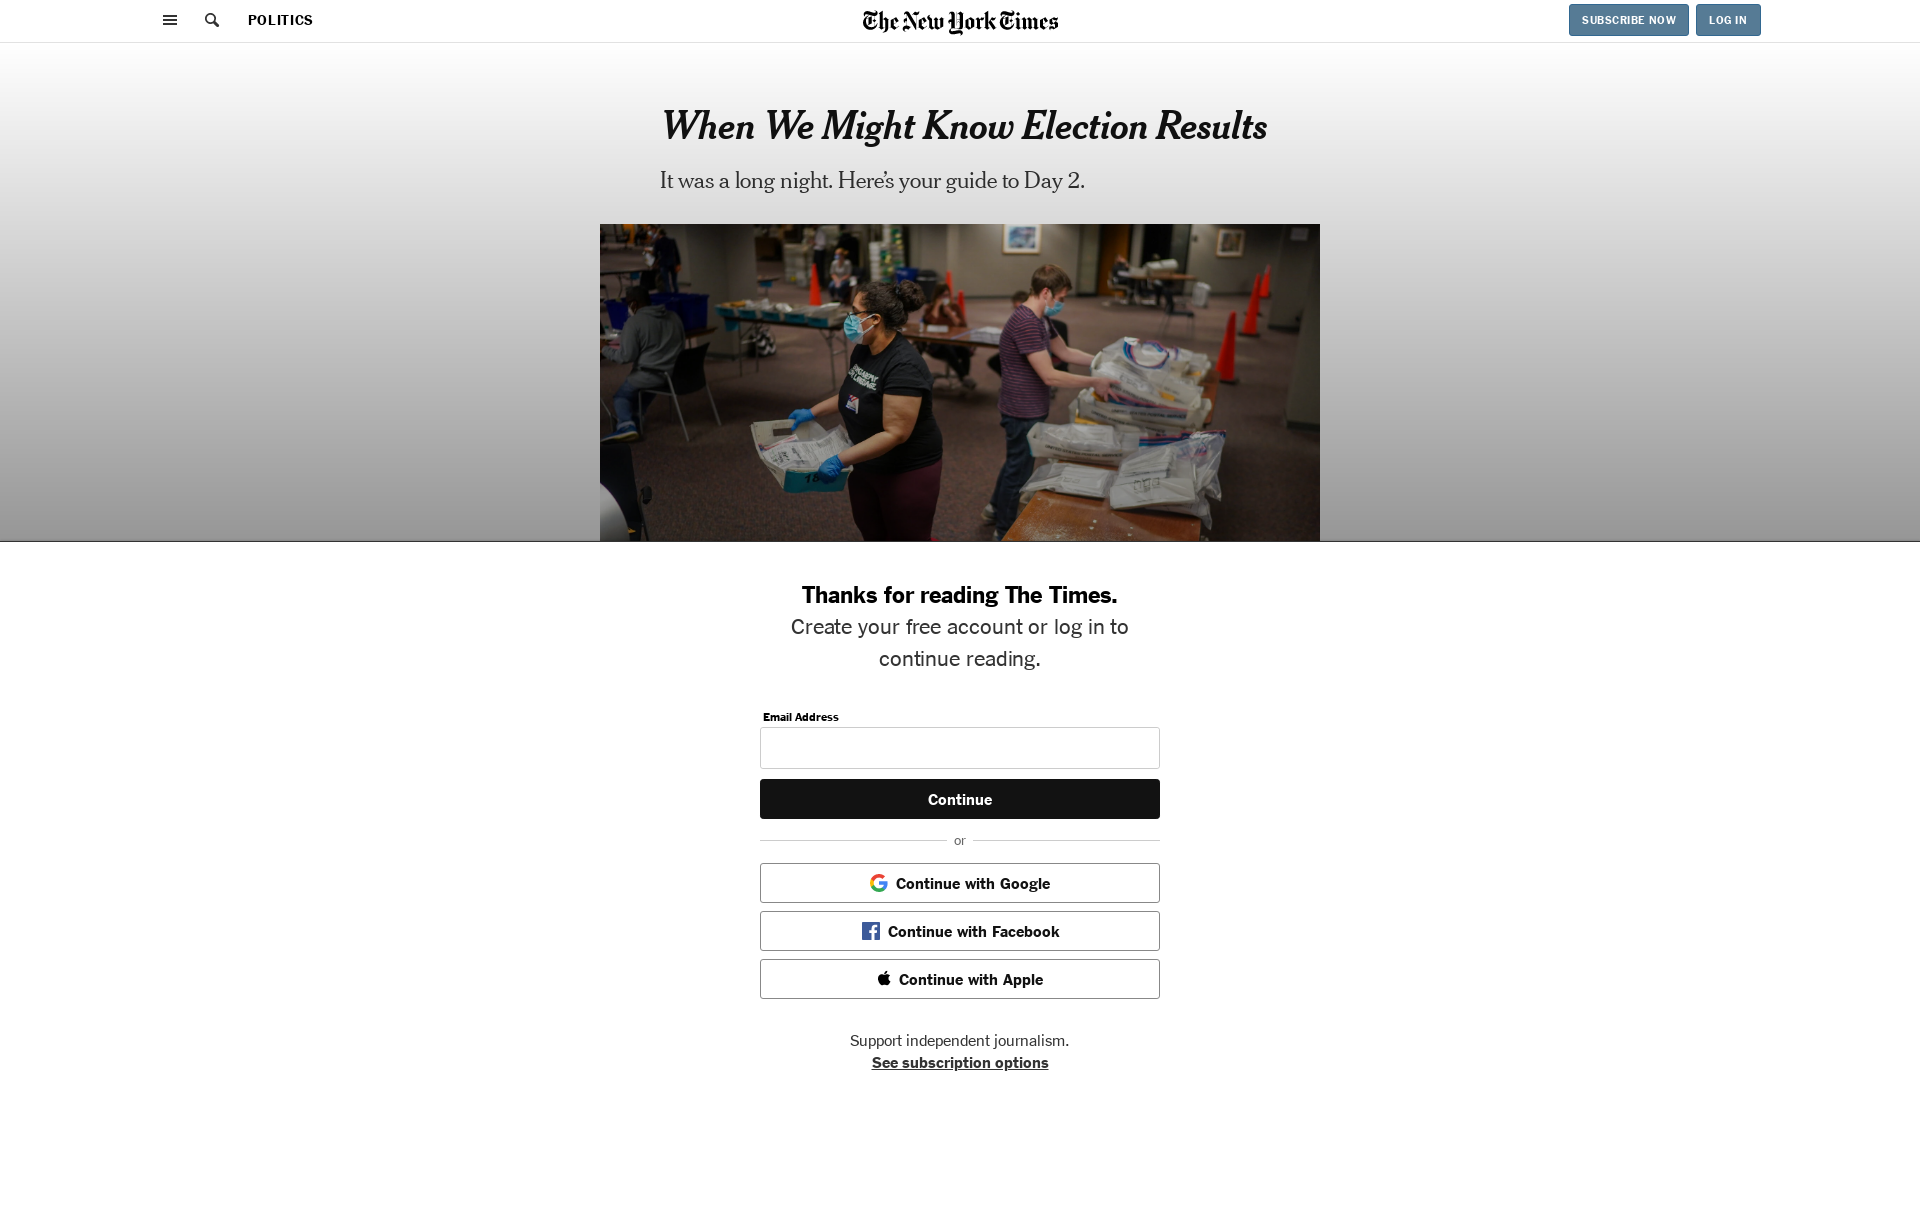 POLITICS
The New York Times
SUBSCRIBE NOW
LOG IN
When We Might Know Election Results
It was a long night. Here’s your guide to Day 2.
Thanks for reading The Times.
Create your free account or log in to
continue reading.
Email Address
Continue
or
Continue with Google
Continue with Facebook
Continue with Apple
Support independent journalism.
See subscription options